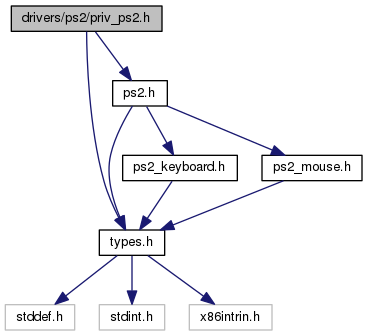 drivers/ps2/priv_ps2.h
ps2.h
ps2_keyboard.h
ps2_mouse.h
types.h
stddef.h
stdint.h
x86intrin.h